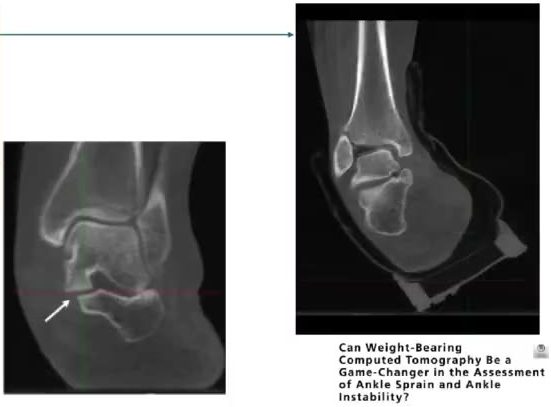 Can Weight-Bearing
Computed Tomography Be a
Game-Changer in the Assessment
of Ankle Sprain and Ankle
Instability?